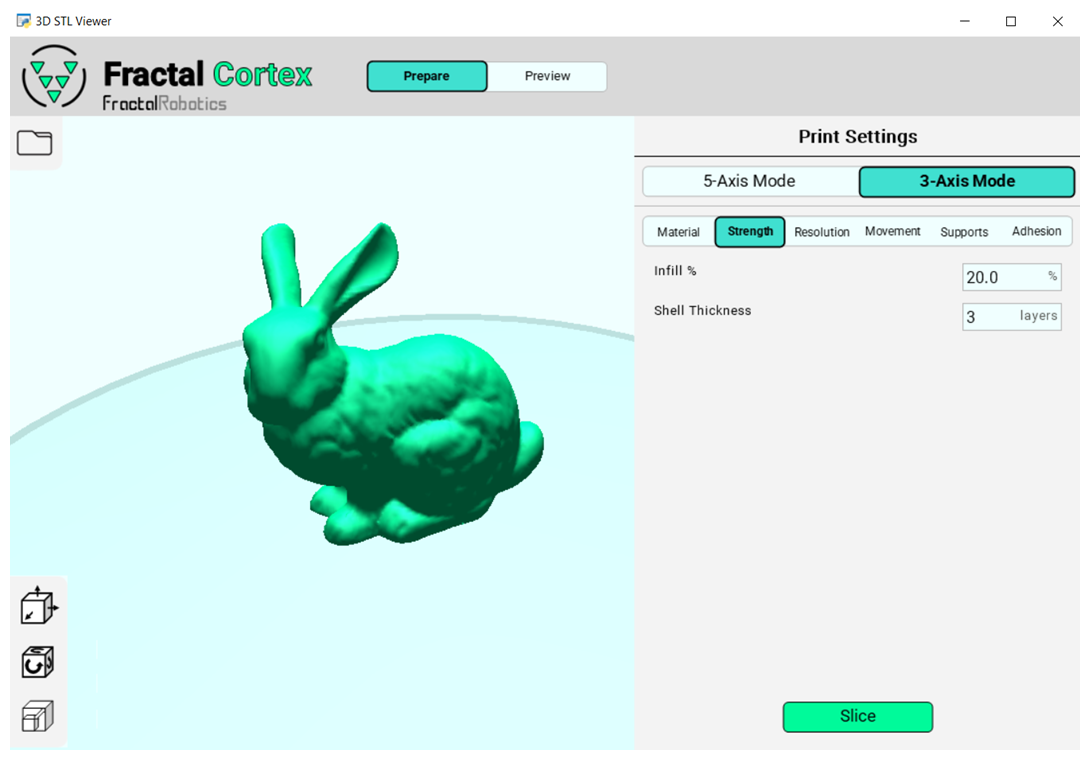 3D STL Viewer
Fractal Cortex
FractalRobotics
Prepare
Preview
Print Settings
5-Axis Mode
3-Axis Mode
Material
Strength
Resolution
Movement
Supports
Adhesion
Infill %
20.0 %
Shell Thickness
3 layers
Slice